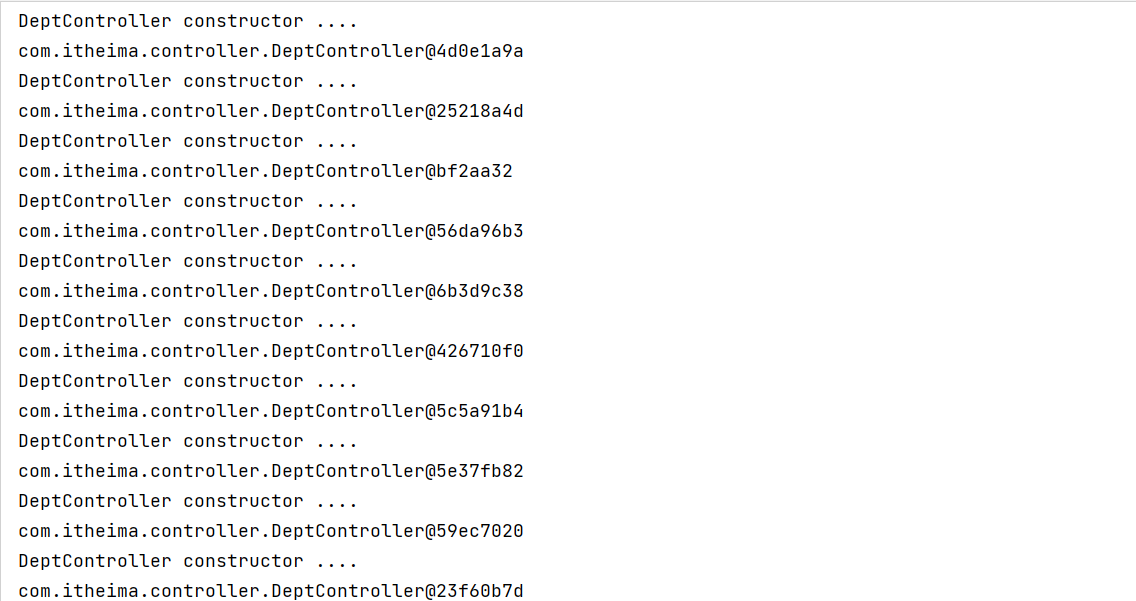 DeptController constructor ....
com.itheima.controller.DeptController@4d0e1a9a
DeptController constructor ....
com.itheima.controller.DeptController@25218a4d
DeptController constructor ....
com.itheima.controller.DeptController@bf2aa32
DeptController constructor ....
com.itheima.controller.DeptController@56da96b3
DeptController constructor ....
com.itheima.controller.DeptController@6b3d9c38
DeptController constructor ....
com.itheima.controller.DeptController@426710f0
DeptController constructor ....
com.itheima.controller.DeptController@5c5a91b4
DeptController constructor ....
com.itheima.controller.DeptController@5e37fb82
DeptController constructor ....
com.itheima.controller.DeptController@59ec7020
DeptController constructor ....
com.itheima.controller.DeptController@23f60b7d